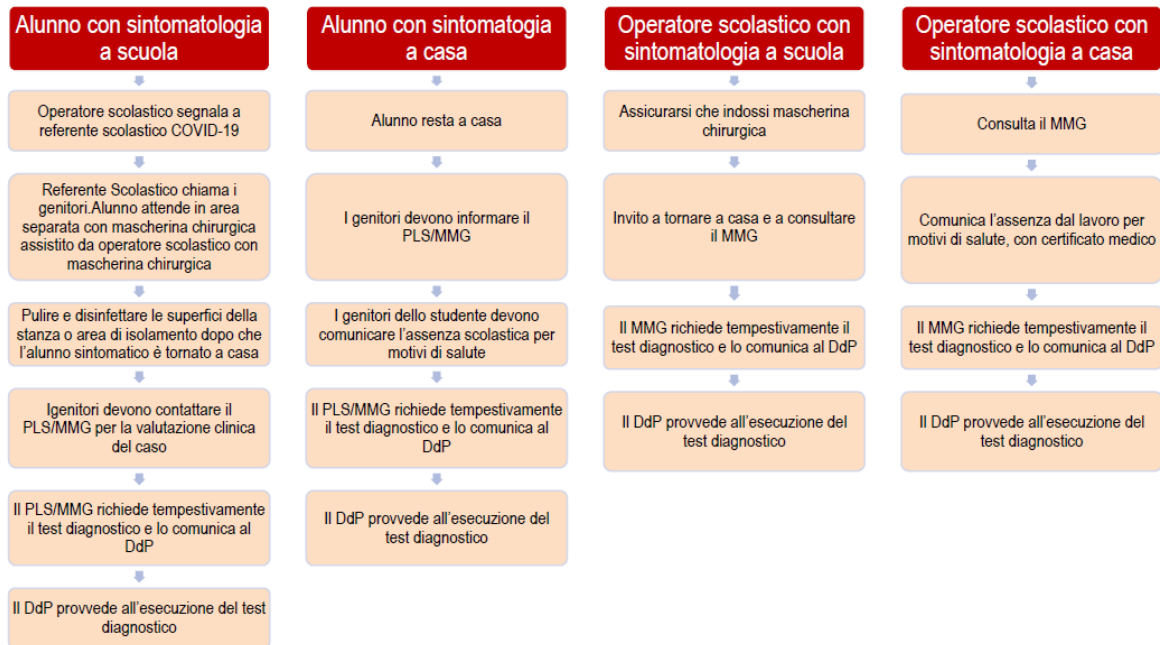 Alunno con sintomatologia
a scuola
Operatore scolastico segnala a
referente scolastico COVID-19
Referente Scolastico chiama i
genitori.Alunno attende in area
separata con mascherina chirurgica
assistito da operatore scolastico con
mascherina chirurgica
Pulire e disinfettare le superfici della
stanza o area di isolamento dopo che
l'alunno sintomatico è tornato a casa
Igenitori devono contattare il
PLS/MMG per la valutazione clinica
del caso
Il PLS/MMG richiede tempestivamente
il test diagnostico e lo comunica al
DdP
Il DdP provvede all'esecuzione del test
diagnostico
Alunno con sintomatogia
a casa
Alunno resta a casa
I genitori devono informare il
PLS/MMG
I genitori dello studente devono
comunicare l'assenza scolastica per
motivi di salute
Il PLS/MMG richiede tempestivamente
il test diagnostico e lo comunica al
DdP
Il DdP provvede all'esecuzione del
test diagnostico
Operatore scolastico con
sintomatologia a scuola
Assicurarsi che indossi mascherina
chirurgica
Invito a tornare a casa e a consultare
il MMG
Il MMG richiede tempestivamente il
test diagnostico e lo comunica al DdP
Il DdP provvede all'esecuzione del
test diagnostico
Operatore scolastico con
sintomatologia a casa
Consulta il MMG
Comunica l'assenza dal lavoro per
motivi di salute, con certificato medico
Il MMG richiede tempestivamente il
test diagnostico e lo comunica al DdP
Il DdP provvede all'esecuzione del
test diagnostico